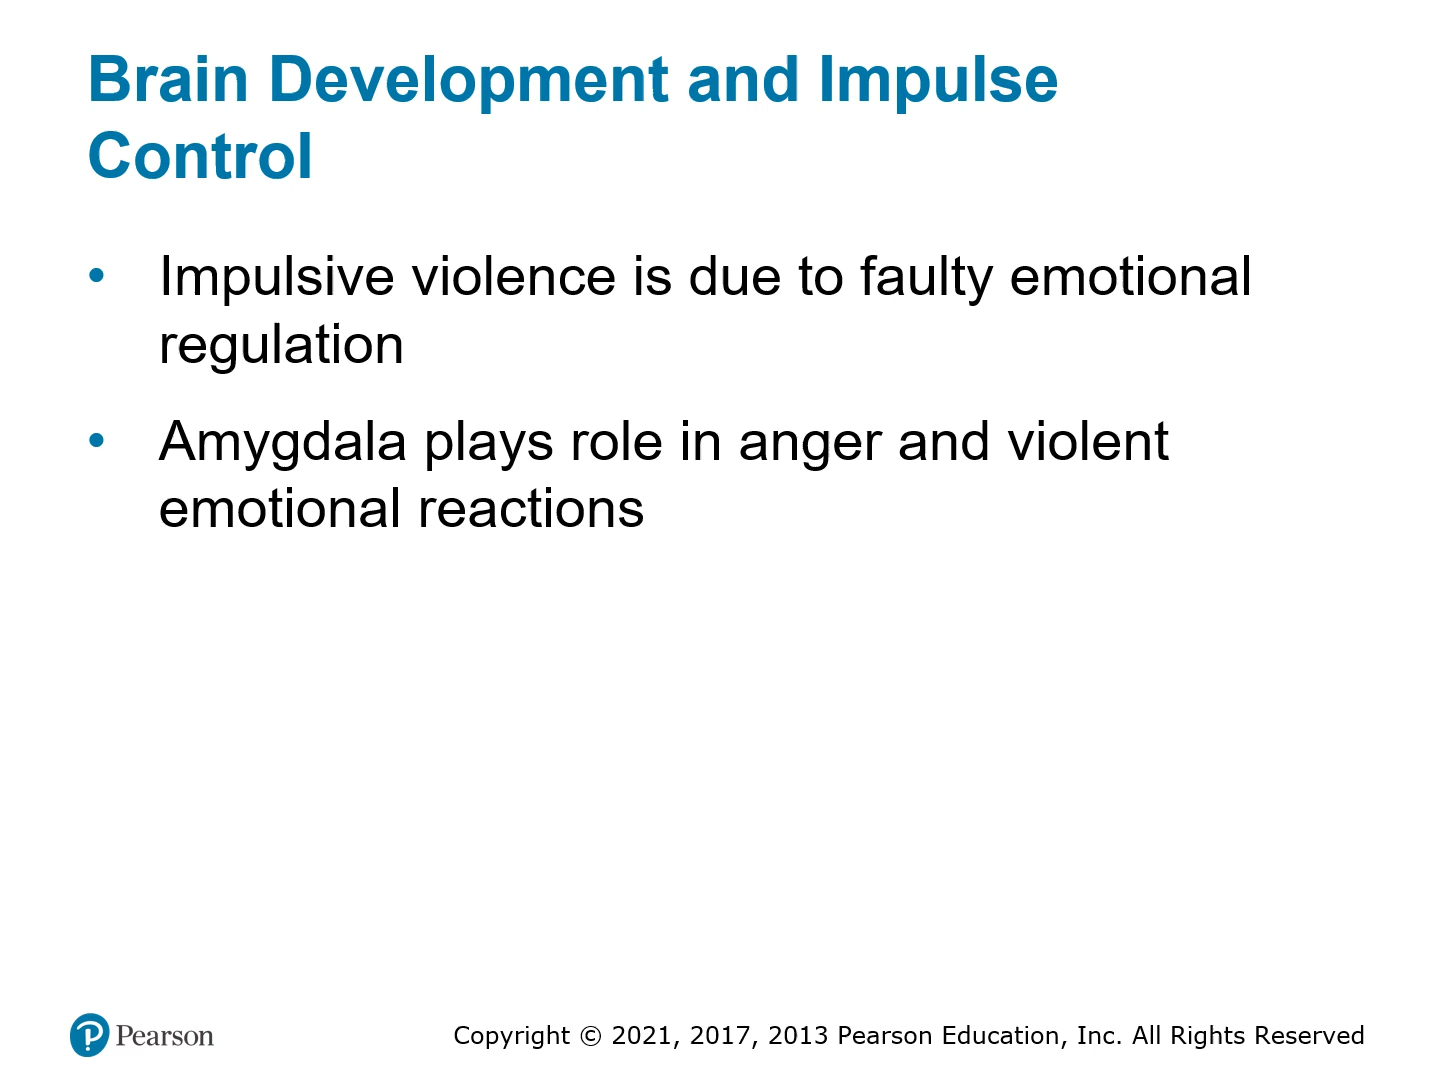 Brain Development and Impulse
Control
• Impulsive violence is due to faulty emotional
regulation
• Amygdala plays role in anger and violent
emotional reactions
Pearson
Copyright © 2021, 2017, 2013 Pearson Education, Inc. All Rights Reserved